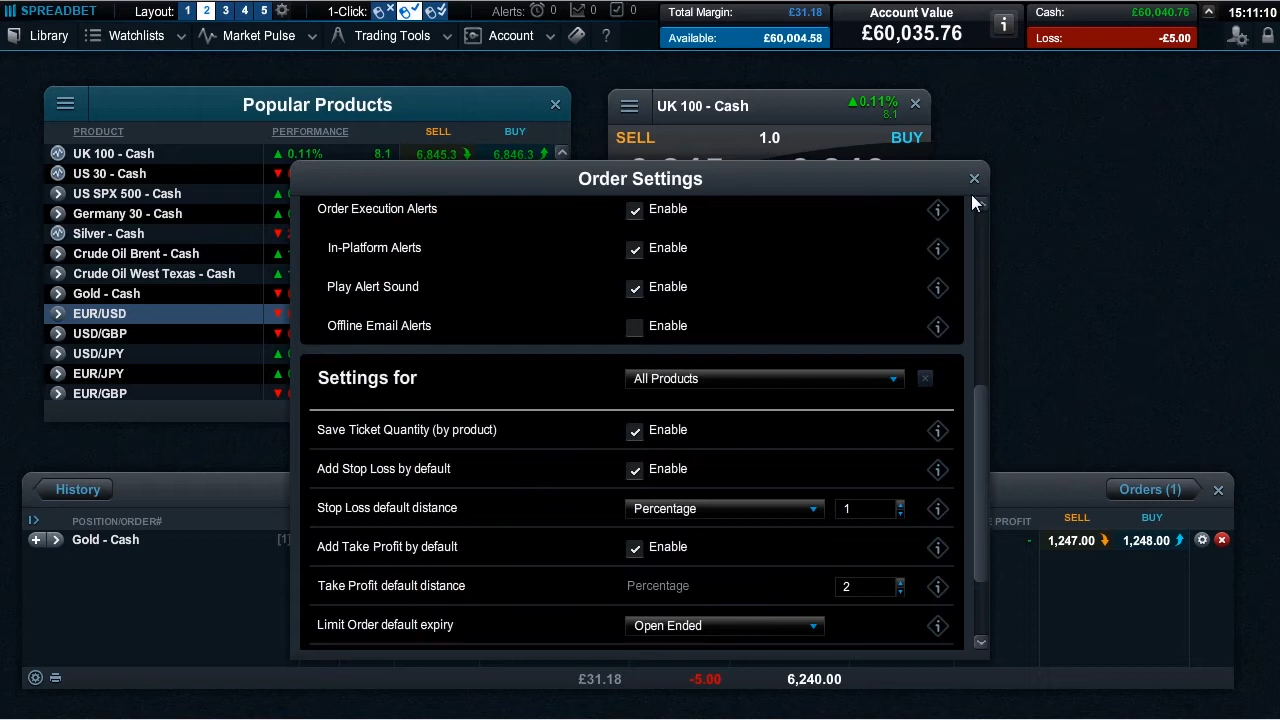 SPREADBET Layout: 1 2 3 4 5 1-Click: Alerts: 0 0 0 Total Margin: £31.18 Account Value Cash: £60,040.76 15:11:10
Library Watchlists Market Pulse Trading Tools Account ? Available: £60,004.58 £60,035.76 Loss: -£5.00
Popular Products
UK 100 - Cash 0.11%
8.1
PRODUCT PERFORMANCE SELL BUY
SELL 1.0 BUY
UK 100 - Cash 0.11% 8.1 6,845.3 6,846.3
US 30 - Cash
US SPX 500 - Cash
Germany 30 - Cash
Silver - Cash
Crude Oil Brent - Cash
Crude Oil West Texas - Cash
Gold - Cash
EUR/USD
USD/GBP
USD/JPY
EUR/JPY
EUR/GBP
Order Settings
Order Execution Alerts Enable
In-Platform Alerts Enable
Play Alert Sound Enable
Offline Email Alerts Enable
Settings for All Products
Save Ticket Quantity (by product) Enable
Add Stop Loss by default Enable
Stop Loss default distance Percentage 1
Add Take Profit by default Enable
Take Profit default distance Percentage 2
Limit Order default expiry Open Ended
History Orders (1)
POSITION/ORDER# PROFIT SELL BUY
Gold - Cash [1] - 1,247.00 1,248.00
£31.18 -5.00 6,240.00